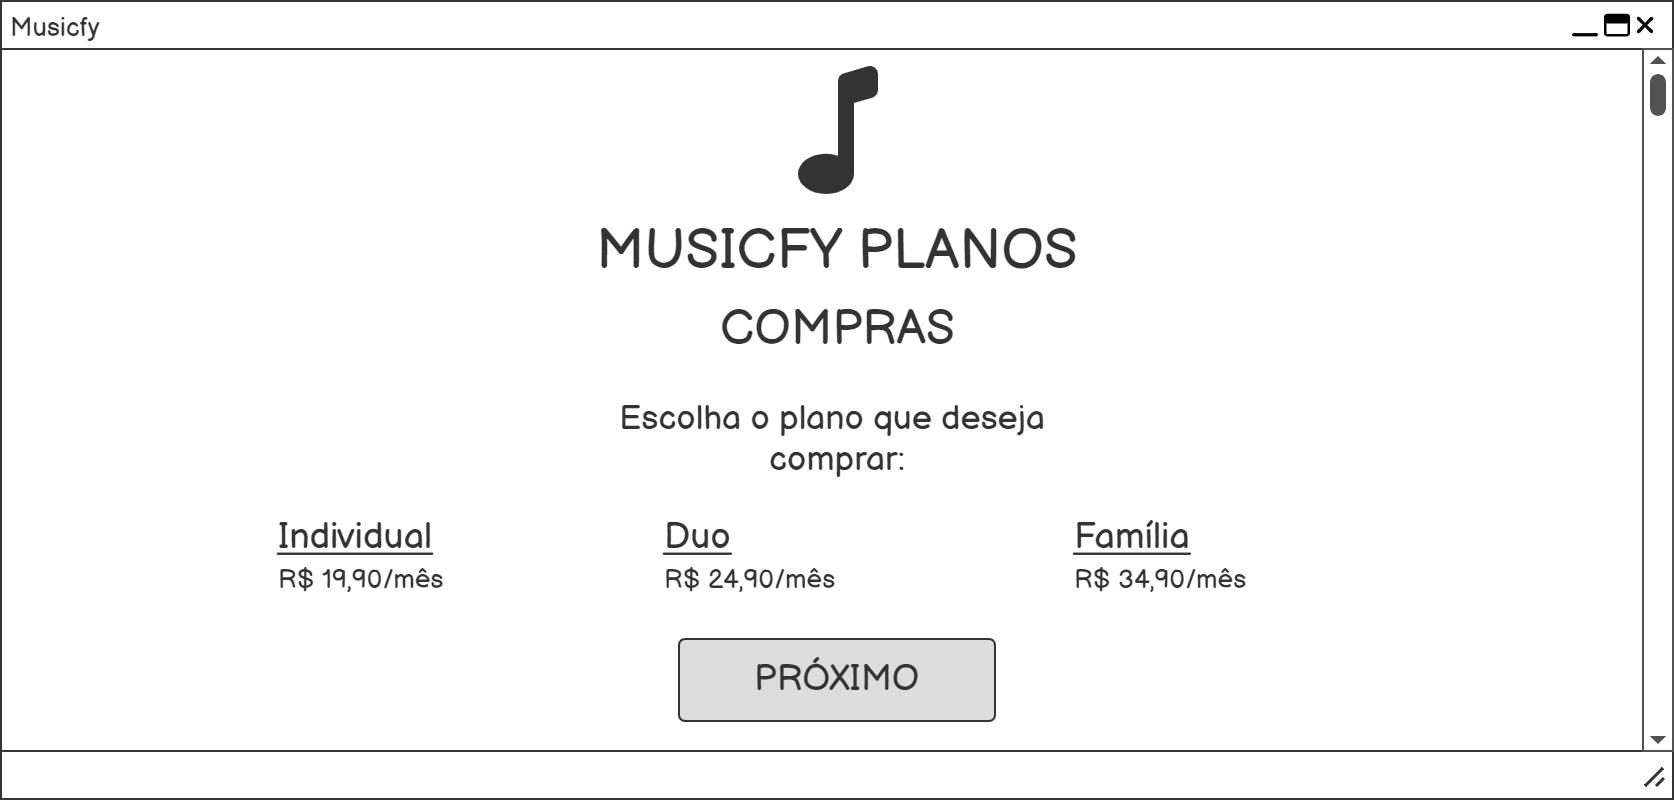 Musicfy
MUSICFY PLANOS
COMPRAS
Escolha o plano que deseja
comprar:
Individual
R$ 19,90/mês
Duo
R$ 24,90/mês
Família
R$ 34,90/mês
PRÓXIMO